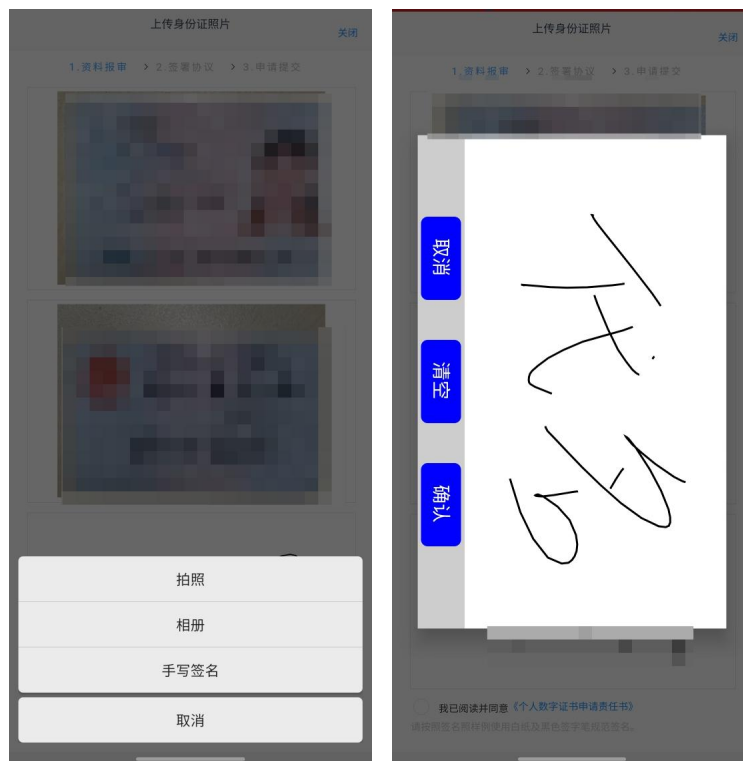 上传身份证照片
关闭
1.资料报审 > 2.签署协议 > 3.申请提交
拍照
相册
手写签名
取消
上传身份证照片
关闭
1.资料报审 > 2.签署协议 > 3.申请提交
取消
清空
确认
我已阅读并同意《个人数字证书申请责任书》
请按照签名照样例使用白纸及黑色签字笔规范签名。